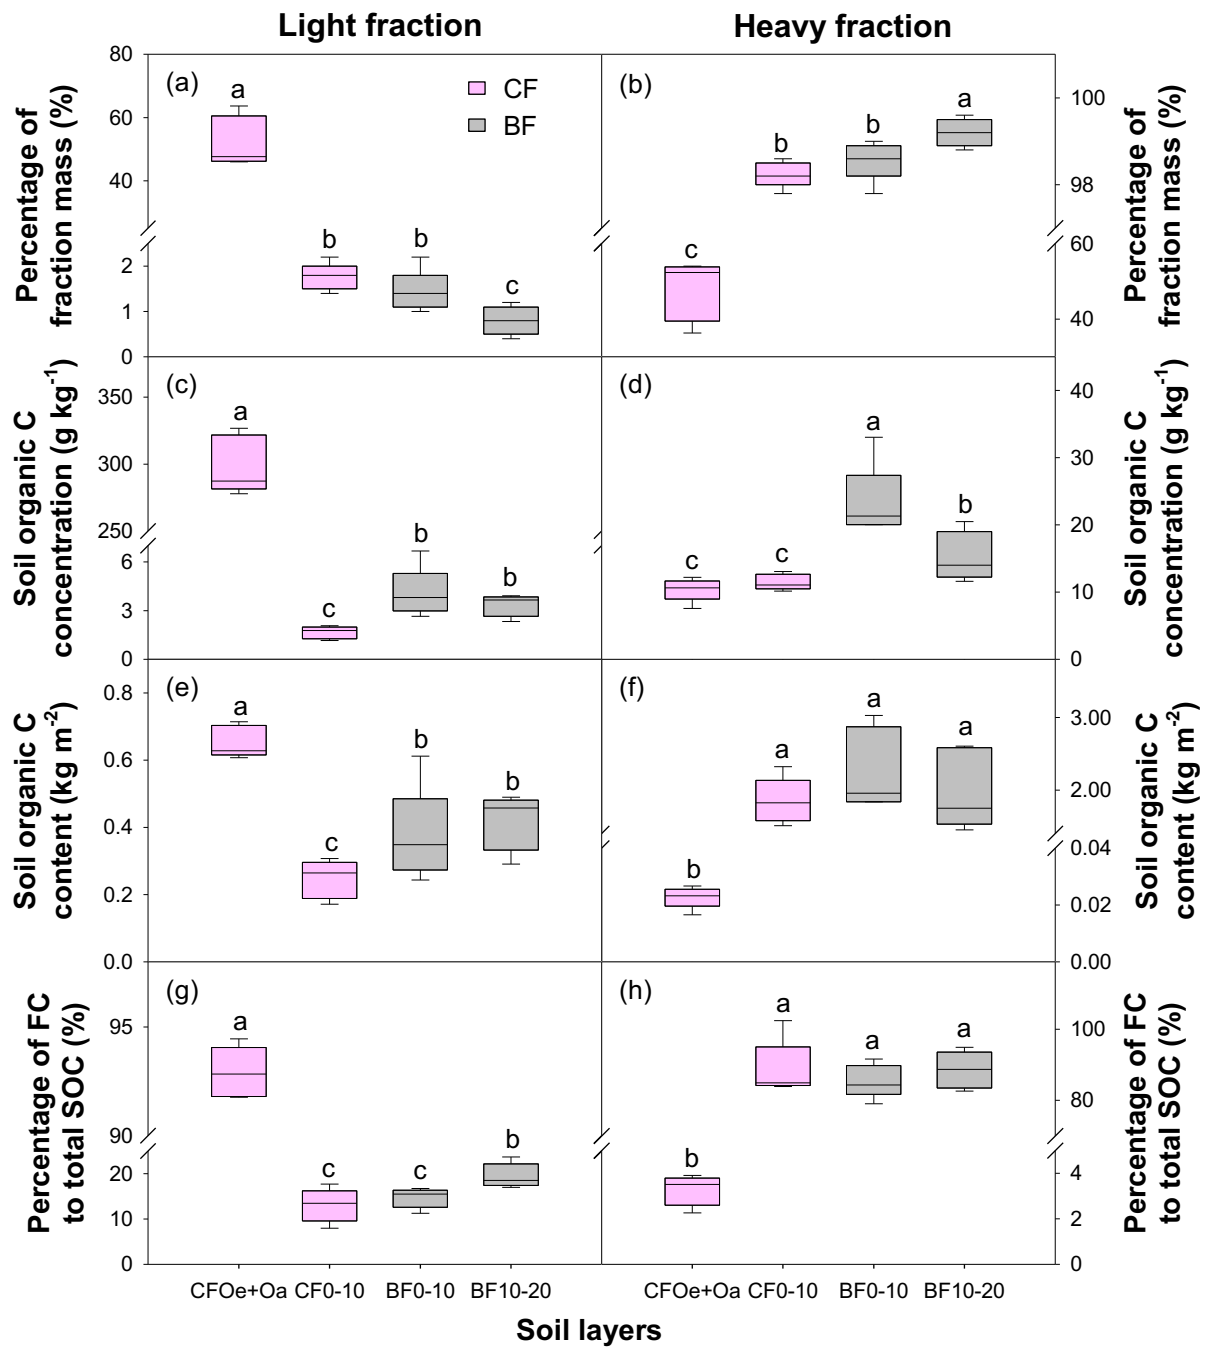 Light fraction
Heavy fraction
(a)
CF
BF
a
b
b
c
80
60
40
2
1
0
Percentage of
fraction mass (%)
(b)
c
b
b
a
100
98
60
40
Percentage of
fraction mass (%)
(c)
a
c
b
b
350
300
250
6
3
0
Soil organic C
concentration (g kg⁻¹)
(d)
c
c
a
b
40
30
20
10
0
Soil organic C
concentration (g kg⁻¹)
(e)
a
c
b
b
0.8
0.6
0.4
0.2
0.0
Soil organic C
content (kg m⁻²)
(f)
b
a
a
a
3.00
2.00
0.04
0.02
0.00
Soil organic C
content (kg m⁻²)
(g)
a
c
c
b
95
90
20
10
0
Percentage of FC
to total SOC (%)
(h)
b
a
a
a
100
80
4
2
0
Percentage of FC
to total SOC (%)
CFOe+Oa CF0-10 BF0-10 BF10-20
CFOe+Oa CF0-10 BF0-10 BF10-20
Soil layers